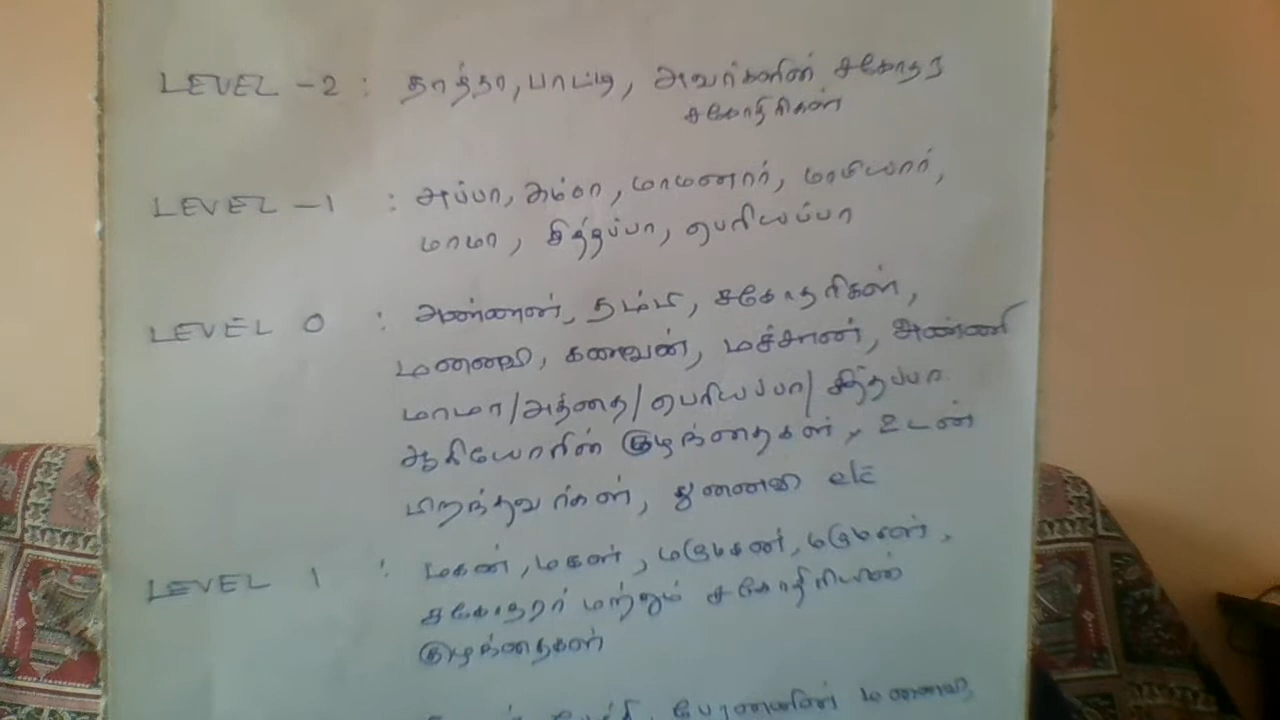 LEVEL -2 : தாத்தா, பாட்டி, அவர்களின் சகோதர
சகோதரிகள்
LEVEL -1 : அப்பா, அம்மா, மாமனார், மாமியார்,
மாமா, சித்தப்பா, பெரியப்பா
LEVEL 0 : அண்ணன், தம்பி, சகோதரிகள்,
மனைவி, கணவன், மச்சான், அண்ணி
மாமா/அத்தை/பெரியப்பா/சித்தப்பா
ஆகியோரின் குழந்தைகள், உடன்
பிறந்தவர்கள், துணைவி etc
LEVEL 1 : மகன், மகள், மருமகன், மருமகள்,
சகோதரர் மற்றும் சகோதரியின்
குழந்தைகள்
பேரனின் மனைவி,